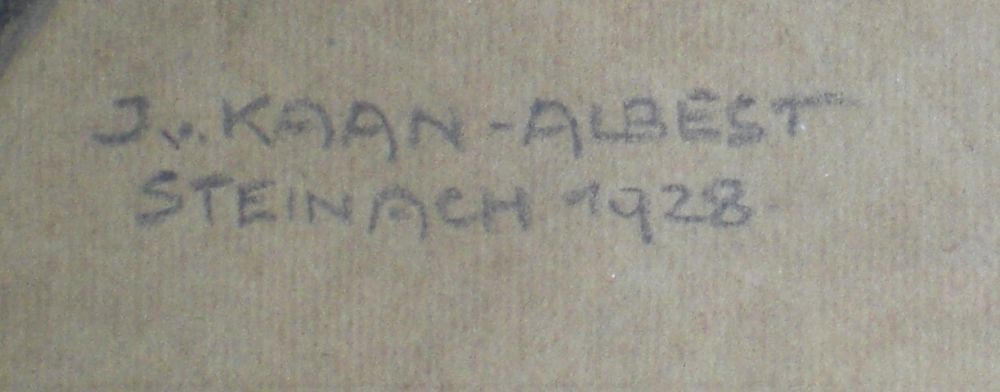 J.v. KAAN-ALBEST
STEINACH 1928.